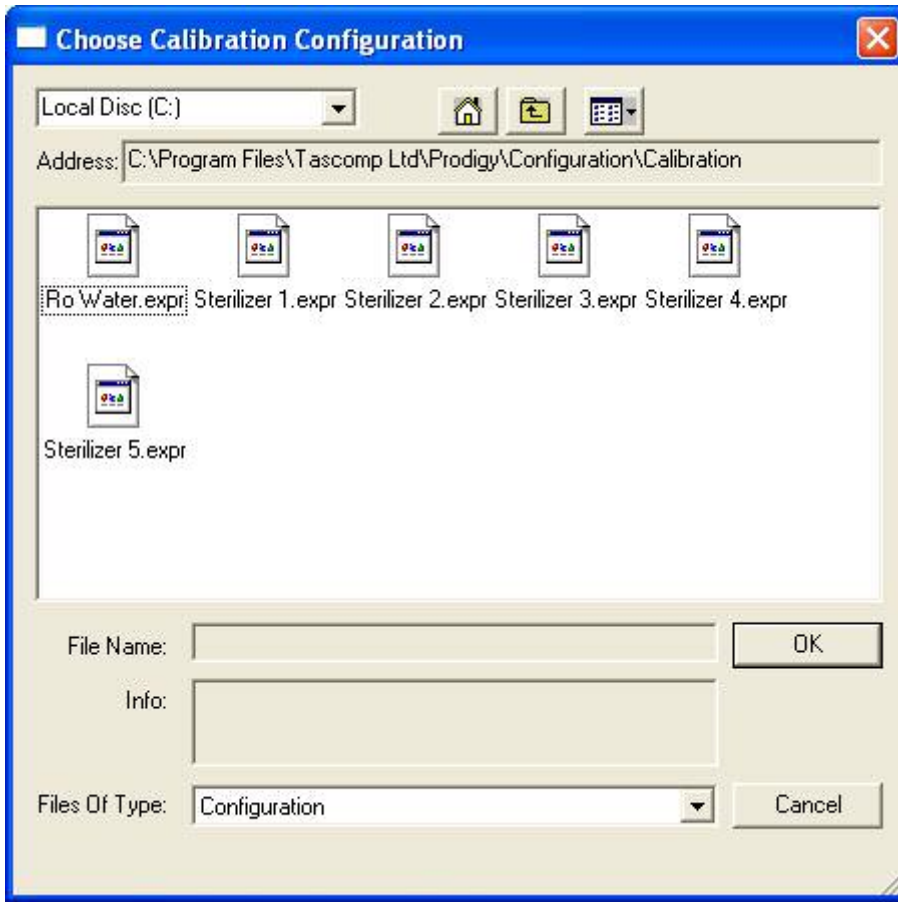 Choose Calibration Configuration
Local Disc (C:)
Address: C:\Program Files\Tascomp Ltd\Prodigy\Configuration\Calibration
Ro Water.expr Sterilizer 1.expr Sterilizer 2.expr Sterilizer 3.expr Sterilizer 4.expr
Sterilizer 5.expr
File Name: OK
Info:
Files Of Type: Configuration Cancel